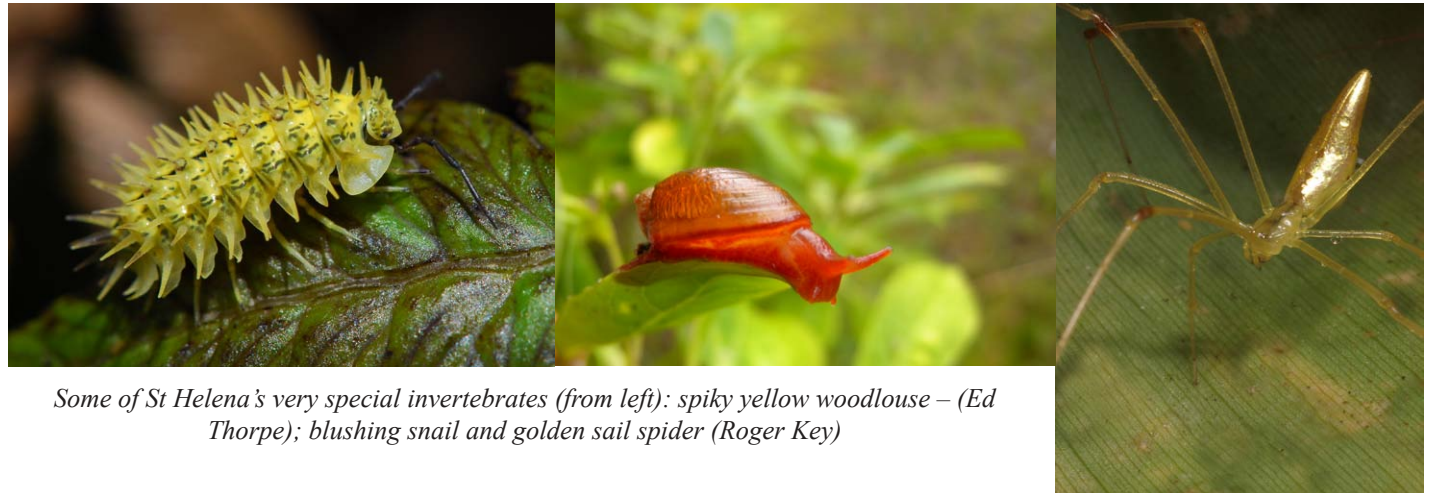 Some of St Helena’s very special invertebrates (from left): spiky yellow woodlouse – (Ed
Thorpe); blushing snail and golden sail spider (Roger Key)